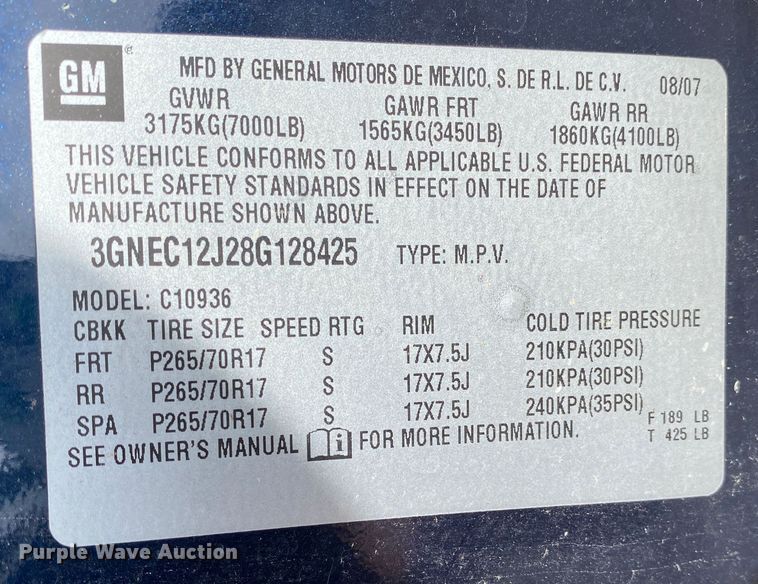 GM®
MFD BY GENERAL MOTORS DE MEXICO, S. DE R.L. DE C.V. 08/07
GVWR GAWR FRT GAWR RR
3175KG(7000LB) 1565KG(3450LB) 1860KG(4100LB)
THIS VEHICLE CONFORMS TO ALL APPLICABLE U.S. FEDERAL MOTOR
VEHICLE SAFETY STANDARDS IN EFFECT ON THE DATE OF
MANUFACTURE SHOWN ABOVE.
3GNEC12J28G128425 TYPE: M.P.V.
MODEL: C10936
CBKK TIRE SIZE SPEED RTG RIM COLD TIRE PRESSURE
FRT P265/70R17 S 17X7.5J 210KPA(30PSI)
RR P265/70R17 S 17X7.5J 210KPA(30PSI)
SPA P265/70R17 S 17X7.5J 240KPA(35PSI)
F 189 LB
T 425 LB
SEE OWNER'S MANUAL i FOR MORE INFORMATION.
Purple Wave Auction